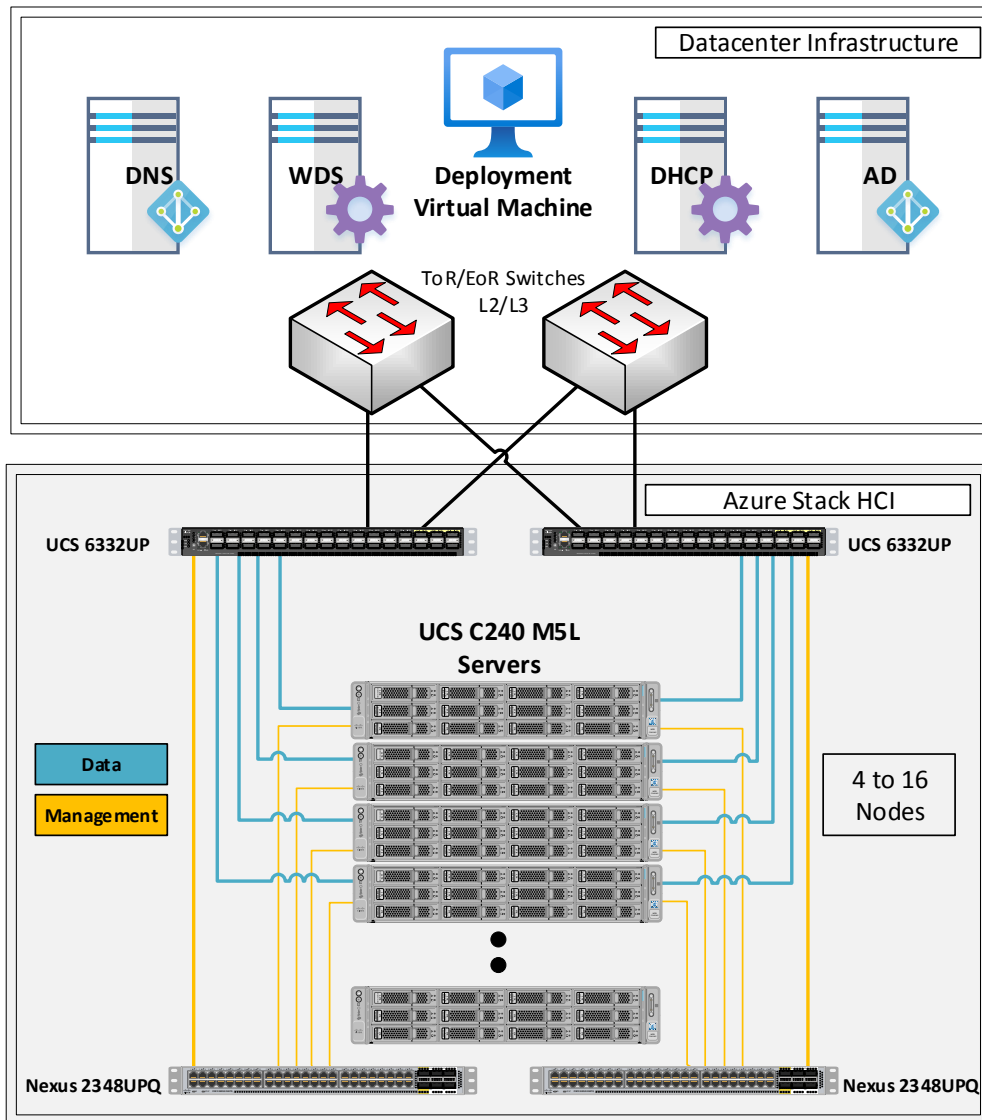 Datacenter Infrastructure
DNS
WDS
Deployment
Virtual Machine
DHCP
AD
ToR/EoR Switches
L2/L3
Azure Stack HCI
UCS 6332UP
UCS 6332UP
UCS C240 M5L
Servers
Data
Management
4 to 16
Nodes
Nexus 2348UPQ
Nexus 2348UPQ